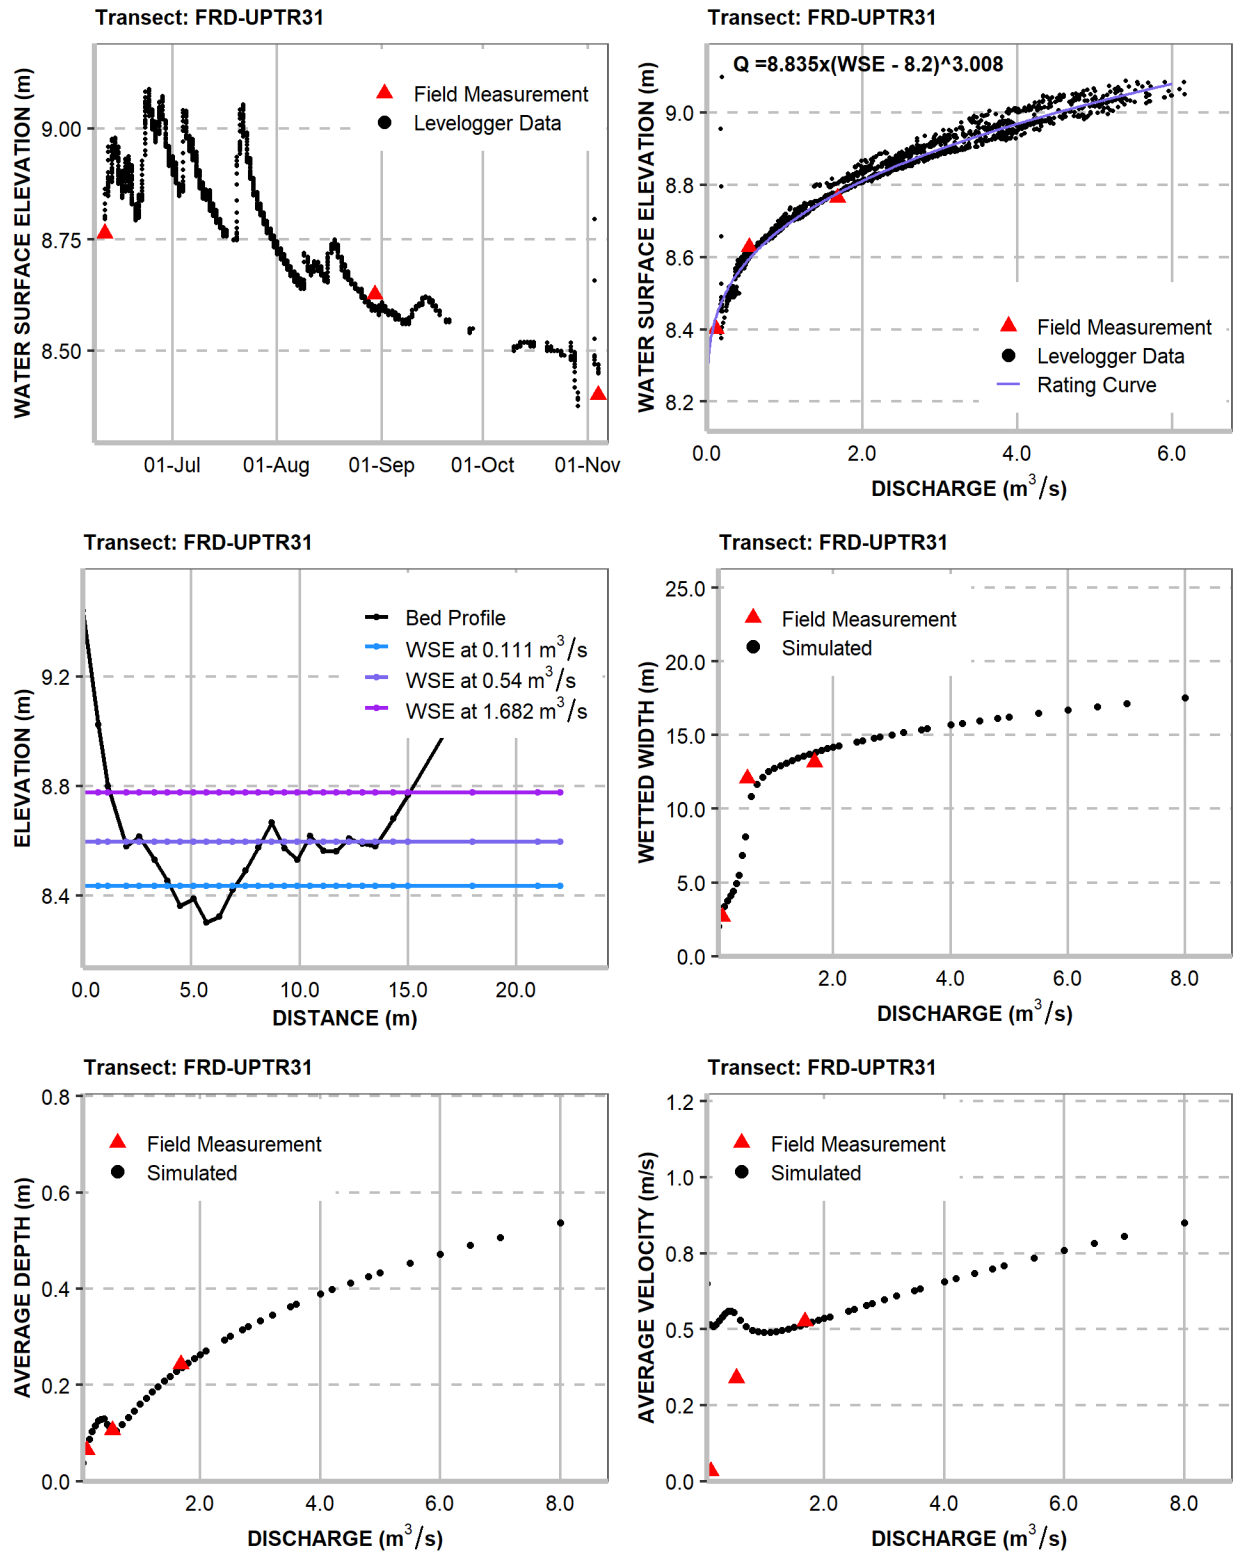 Transect: FRD-UPTR31
WATER SURFACE ELEVATION (m)
9.00
8.75
8.50
Field Measurement
Levelogger Data
01-Jul
01-Aug
01-Sep
01-Oct
01-Nov
Transect: FRD-UPTR31
Q =8.835x(WSE - 8.2)^3.008
WATER SURFACE ELEVATION (m)
9.0
8.8
8.6
8.4
8.2
Field Measurement
Levelogger Data
Rating Curve
0.0
2.0
4.0
6.0
DISCHARGE (m³/s)
Transect: FRD-UPTR31
ELEVATION (m)
9.2
8.8
8.4
Bed Profile
WSE at 0.111 m³/s
WSE at 0.54 m³/s
WSE at 1.682 m³/s
0.0
5.0
10.0
15.0
20.0
DISTANCE (m)
Transect: FRD-UPTR31
WETTED WIDTH (m)
25.0
20.0
15.0
10.0
5.0
0.0
Field Measurement
Simulated
2.0
4.0
6.0
8.0
DISCHARGE (m³/s)
Transect: FRD-UPTR31
AVERAGE DEPTH (m)
0.8
0.6
0.4
0.2
0.0
Field Measurement
Simulated
2.0
4.0
6.0
8.0
DISCHARGE (m³/s)
Transect: FRD-UPTR31
AVERAGE VELOCITY (m/s)
1.2
1.0
0.8
0.5
0.2
0.0
Field Measurement
Simulated
2.0
4.0
6.0
8.0
DISCHARGE (m³/s)